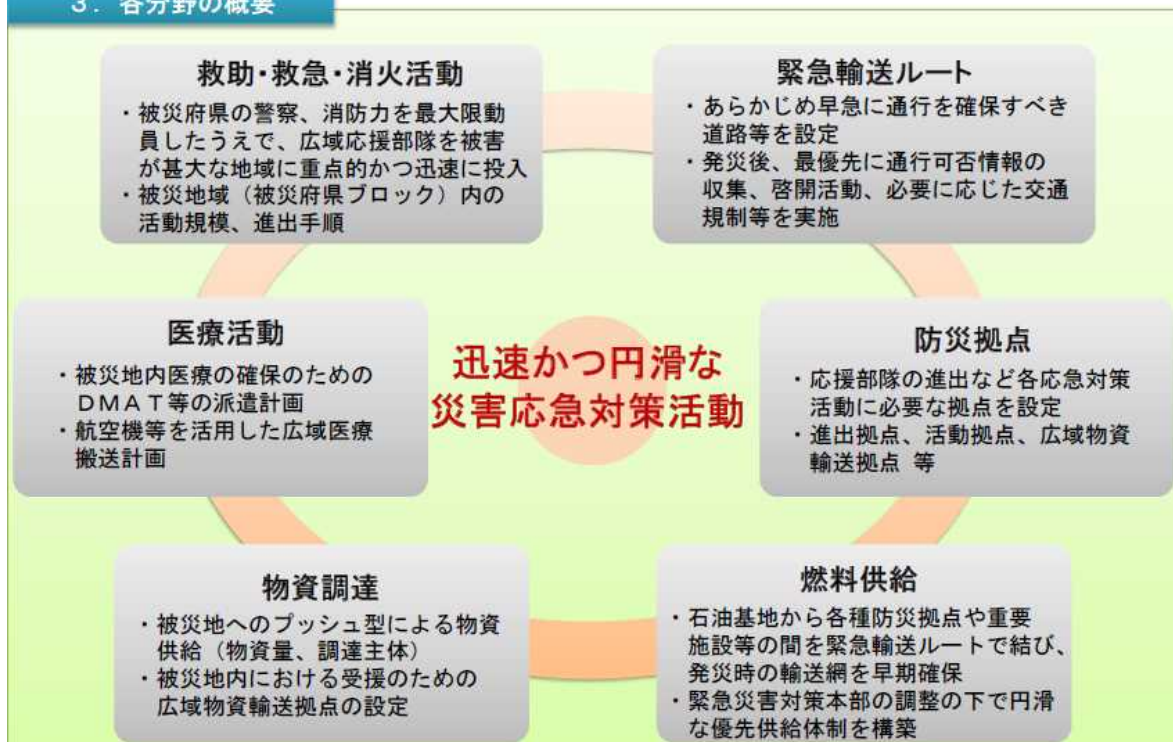 3．各分野の概要
救助・救急・消火活動
・被災府県の警察、消防力を最大限動
員したうえで、広域応援部隊を被害
が甚大な地域に重点的かつ迅速に投入
・被災地域（被災府県ブロック）内の
活動規模、進出手順
緊急輸送ルート
・あらかじめ早急に通行を確保すべき
道路等を設定
・発災後、最優先に通行可否情報の
収集、啓開活動、必要に応じた交通
規制等を実施
医療活動
・被災地内医療の確保のための
ＤＭＡＴ等の派遣計画
・航空機等を活用した広域医療
搬送計画
迅速かつ円滑な
災害応急対策活動
防災拠点
・応援部隊の進出など各応急対策
活動に必要な拠点を設定
・進出拠点、活動拠点、広域物資
輸送拠点 等
物資調達
・被災地へのプッシュ型による物資
供給（物資量、調達主体）
・被災地内における受援のための
広域物資輸送拠点の設定
燃料供給
・石油基地から各種防災拠点や重要
施設等の間を緊急輸送ルートで結び、
発災時の輸送網を早期確保
・緊急災害対策本部の調整の下で円滑
な優先供給体制を構築